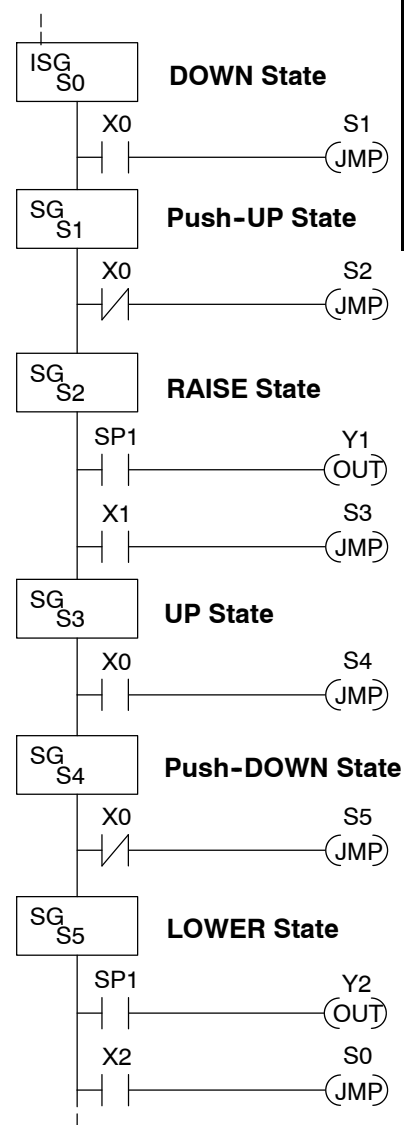 ISG
S0
DOWN State
X0 S1
(JMP)
SG
S1
Push-UP State
X0 S2
(JMP)
SG
S2
RAISE State
SP1 Y1
(OUT)
X1 S3
(JMP)
SG
S3
UP State
X0 S4
(JMP)
SG
S4
Push-DOWN State
X0 S5
(JMP)
SG
S5
LOWER State
SP1 Y2
(OUT)
X2 S0
(JMP)